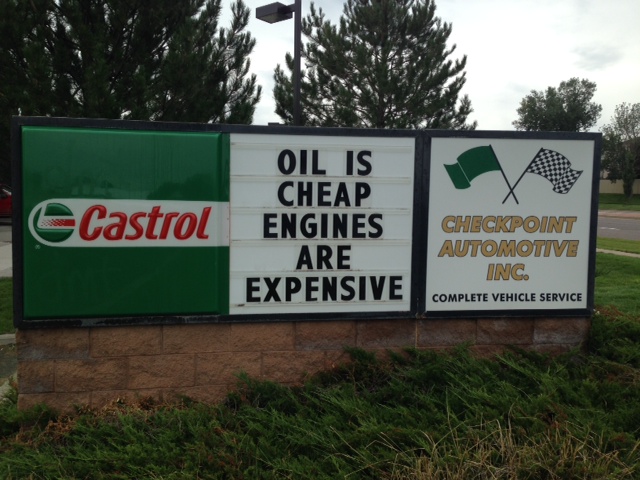 Castrol
OIL IS
CHEAP
ENGINES
ARE
EXPENSIVE
CHECKPOINT
AUTOMOTIVE
INC.
COMPLETE VEHICLE SERVICE